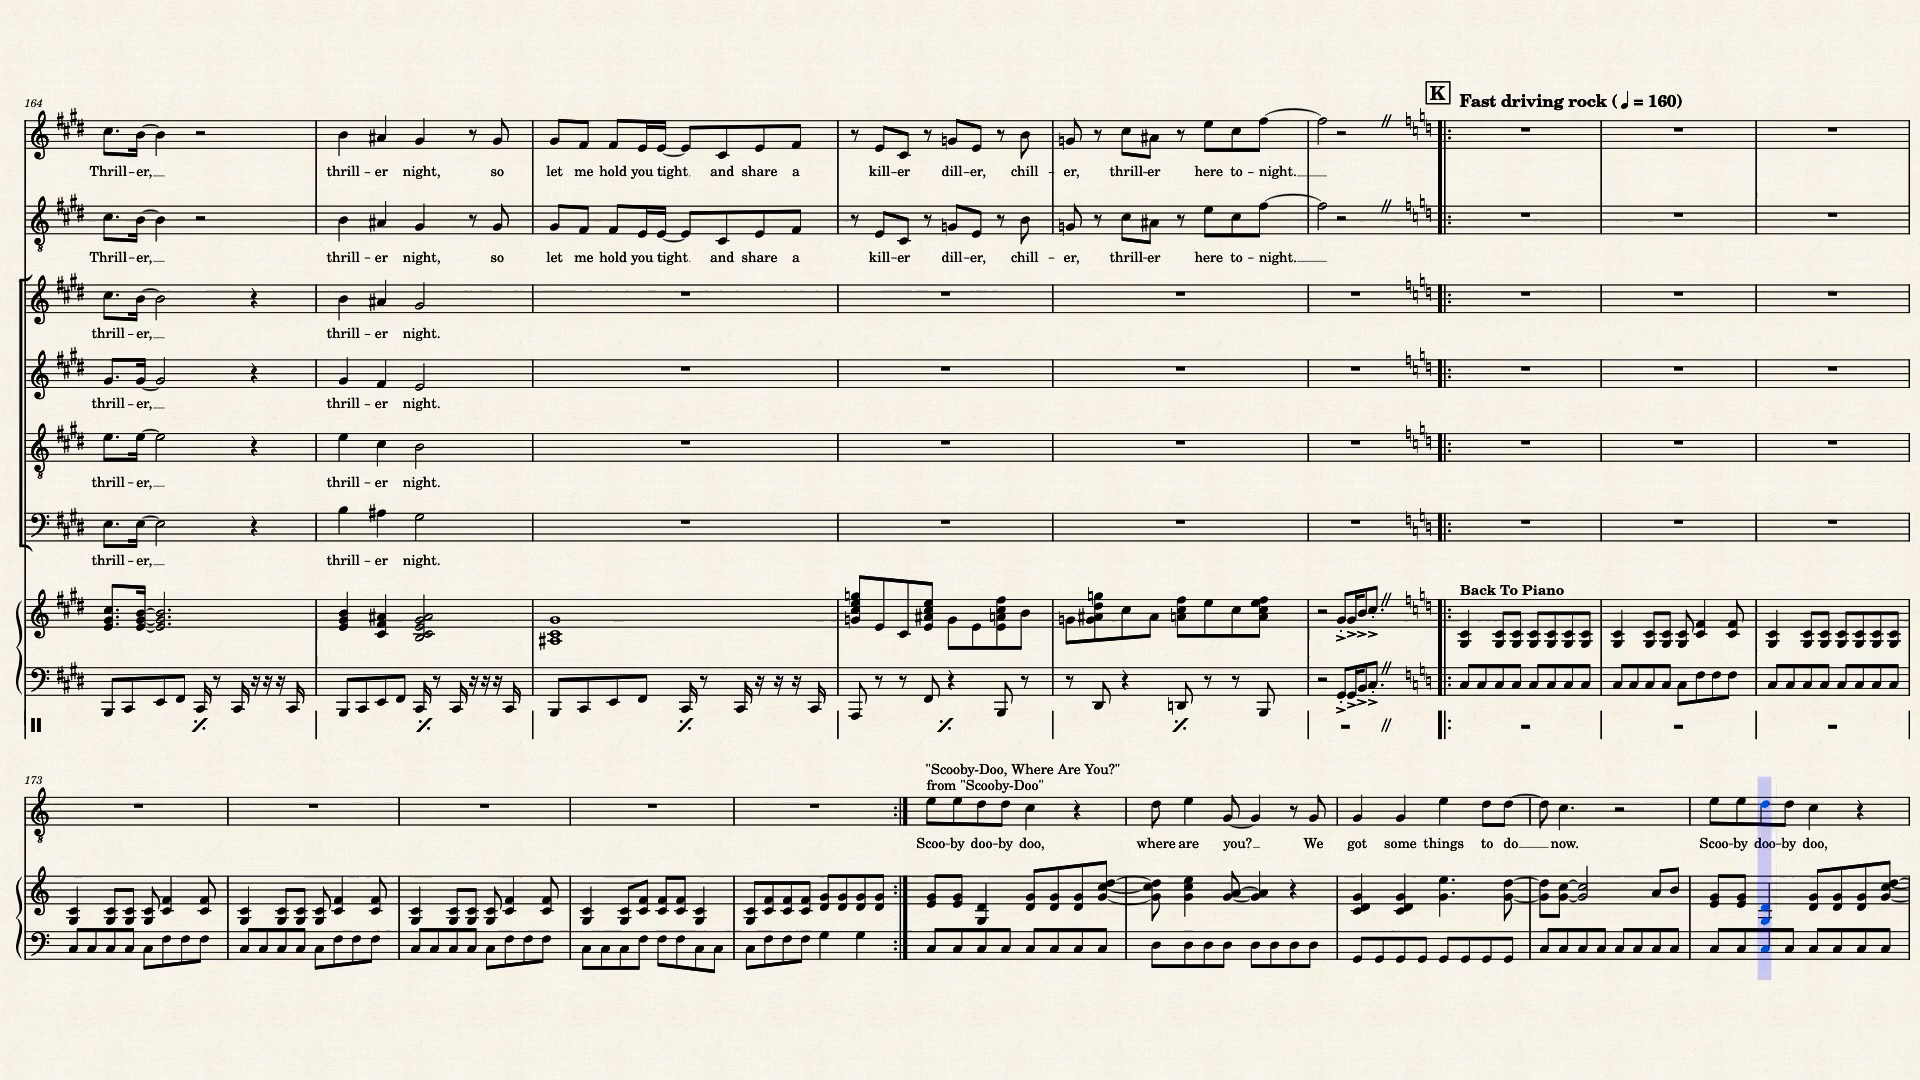 164
K Fast driving rock (♩ = 160)
Thrill-er, thrill-er night, so let me hold you tight and share a kill-er dill-er, chill-er, thrill-er here to-night.
8
Thrill-er, thrill-er night, so let me hold you tight and share a kill-er dill-er, chill-er, thrill-er here to-night.
thrill-er, thrill-er night.
thrill-er, thrill-er night.
8
thrill-er, thrill-er night.
thrill-er, thrill-er night.
Back To Piano
173
"Scooby-Doo, Where Are You?"
from "Scooby-Doo"
8
Scoo-by doo-by doo, where are you? We got some things to do now. Scoo-by doo-by doo,